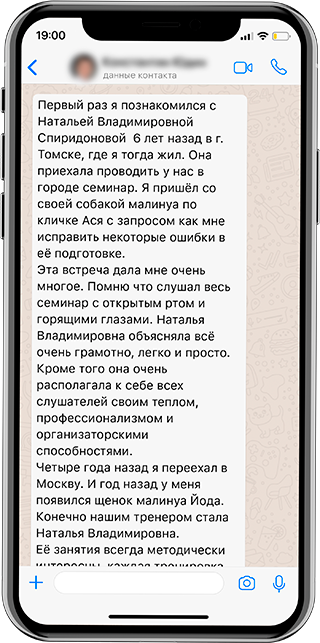 19:00
данные контакта
Первый раз я познакомился с
Натальей Владимировной
Спиридоновой  6 лет назад в г.
Томске, где я тогда жил. Она
приехала проводить у нас в
городе семинар. Я пришёл со
своей собакой малинуа по
кличке Ася с запросом как мне
исправить некоторые ошибки в
её подготовке.
Эта встреча дала мне очень
многое. Помню что слушал весь
семинар с открытым ртом и
горящими глазами. Наталья
Владимировна объясняла всё
очень грамотно, легко и просто.
Кроме того она очень
располагала к себе всех
слушателей своим теплом,
профессионализмом и
организаторскими
способностями.
Четыре года назад я переехал в
Москву. И год назад у меня
появился щенок малинуа Йода.
Конечно нашим тренером стала
Наталья Владимировна.
Её занятия всегда методически
интересны, каждая тренировка